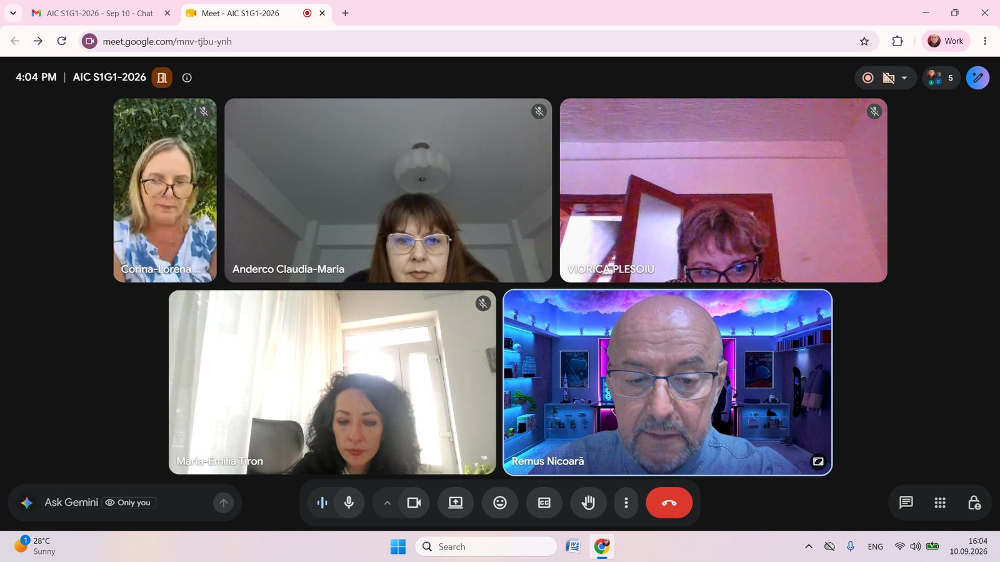 AIC S1G1-2026 - Sep 10 - Chat
Meet - AIC S1G1-2026
meet.google.com/mnv-tjbu-ynh
Work
4:04 PM | AIC S1G1-2026
5
Corina-Lorena ...
Anderco Claudia-Maria
VIORICA PLESOIU
Maria-Emilia Tiron
Remus Nicoară
Ask Gemini Only you
1
28°C
Sunny
Search
ENG
16:04
10.09.2026